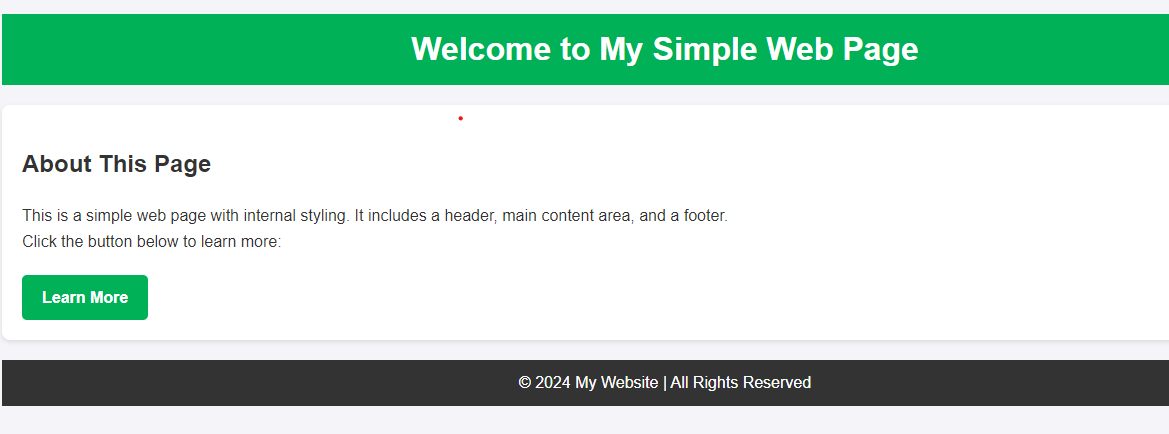 Welcome to My Simple Web Page
About This Page
This is a simple web page with internal styling. It includes a header, main content area, and a footer.
Click the button below to learn more:
Learn More
© 2024 My Website | All Rights Reserved